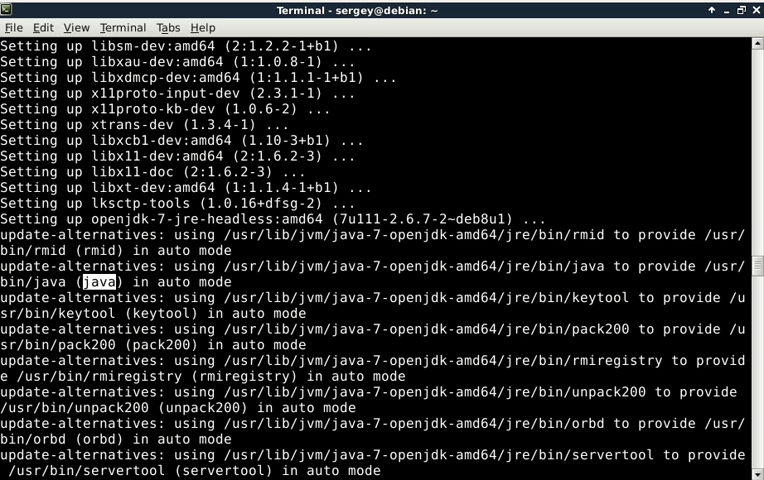 Terminal - sergey@debian: ~
File Edit View Terminal Tabs Help
Setting up libsm-dev:amd64 (2:1.2.2-1+b1) ...
Setting up libxau-dev:amd64 (1:1.0.8-1) ...
Setting up libxdmcp-dev:amd64 (1:1.1.1-1+b1) ...
Setting up x11proto-input-dev (2.3.1-1) ...
Setting up x11proto-kb-dev (1.0.6-2) ...
Setting up xtrans-dev (1.3.4-1) ...
Setting up libxcb1-dev:amd64 (1.10-3+b1) ...
Setting up libx11-dev:amd64 (2:1.6.2-3) ...
Setting up libx11-doc (2:1.6.2-3) ...
Setting up libxt-dev:amd64 (1:1.1.4-1+b1) ...
Setting up lksctp-tools (1.0.16+dfsg-2) ...
Setting up openjdk-7-jre-headless:amd64 (7u111-2.6.7-2~deb8u1) ...
update-alternatives: using /usr/lib/jvm/java-7-openjdk-amd64/jre/bin/rmid to provide /usr/
bin/rmid (rmid) in auto mode
update-alternatives: using /usr/lib/jvm/java-7-openjdk-amd64/jre/bin/java to provide /usr/
bin/java (java) in auto mode
update-alternatives: using /usr/lib/jvm/java-7-openjdk-amd64/jre/bin/keytool to provide /u
sr/bin/keytool (keytool) in auto mode
update-alternatives: using /usr/lib/jvm/java-7-openjdk-amd64/jre/bin/pack200 to provide /u
sr/bin/pack200 (pack200) in auto mode
update-alternatives: using /usr/lib/jvm/java-7-openjdk-amd64/jre/bin/rmiregistry to provid
e /usr/bin/rmiregistry (rmiregistry) in auto mode
update-alternatives: using /usr/lib/jvm/java-7-openjdk-amd64/jre/bin/unpack200 to provide
/usr/bin/unpack200 (unpack200) in auto mode
update-alternatives: using /usr/lib/jvm/java-7-openjdk-amd64/jre/bin/orbd to provide /usr/
bin/orbd (orbd) in auto mode
update-alternatives: using /usr/lib/jvm/java-7-openjdk-amd64/jre/bin/servertool to provide
/usr/bin/servertool (servertool) in auto mode